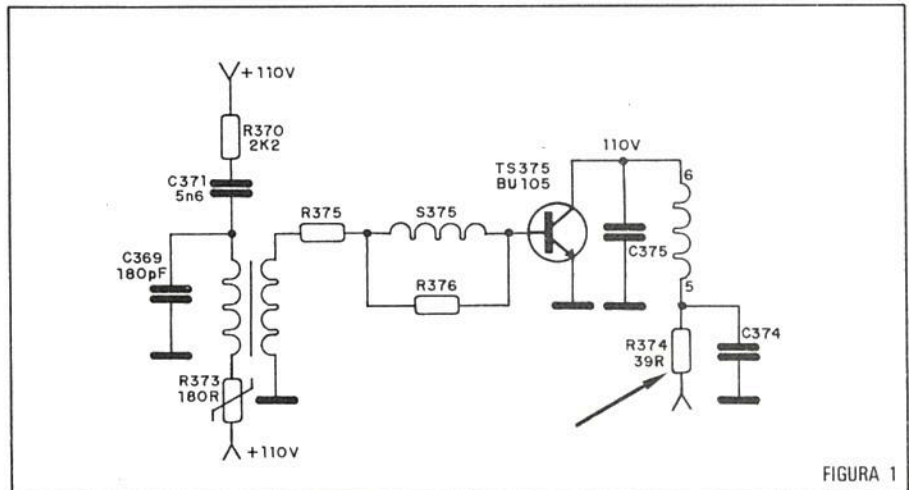 +110V
R370
2K2
C371
5n6
C369
180pF
R373
180R
+110V
R375
S375
R376
TS375
BU105
110V
6
C375
5
R374
39R
C374
FIGURA 1